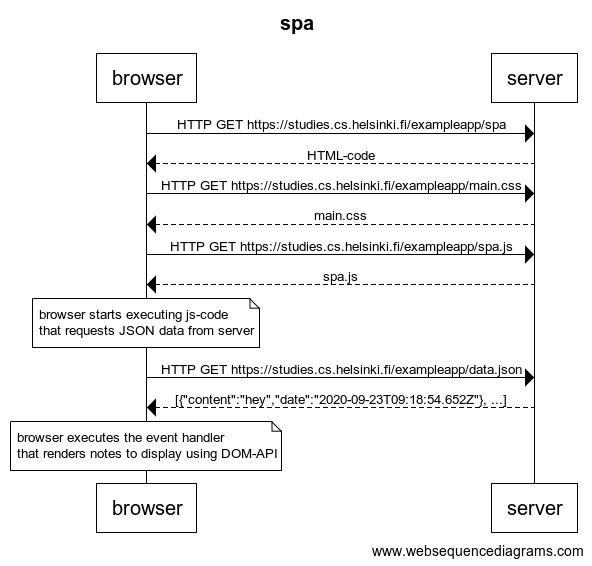 spa
browser
server
HTTP GET https://studies.cs.helsinki.fi/exampleapp/spa
HTML-code
HTTP GET https://studies.cs.helsinki.fi/exampleapp/main.css
main.css
HTTP GET https://studies.cs.helsinki.fi/exampleapp/spa.js
spa.js
browser starts executing js-code
that requests JSON data from server
HTTP GET https://studies.cs.helsinki.fi/exampleapp/data.json
[{"content":"hey","date":"2020-09-23T09:18:54.652Z"}, ...]
browser executes the event handler
that renders notes to display using DOM-API
browser
server
www.websequencediagrams.com